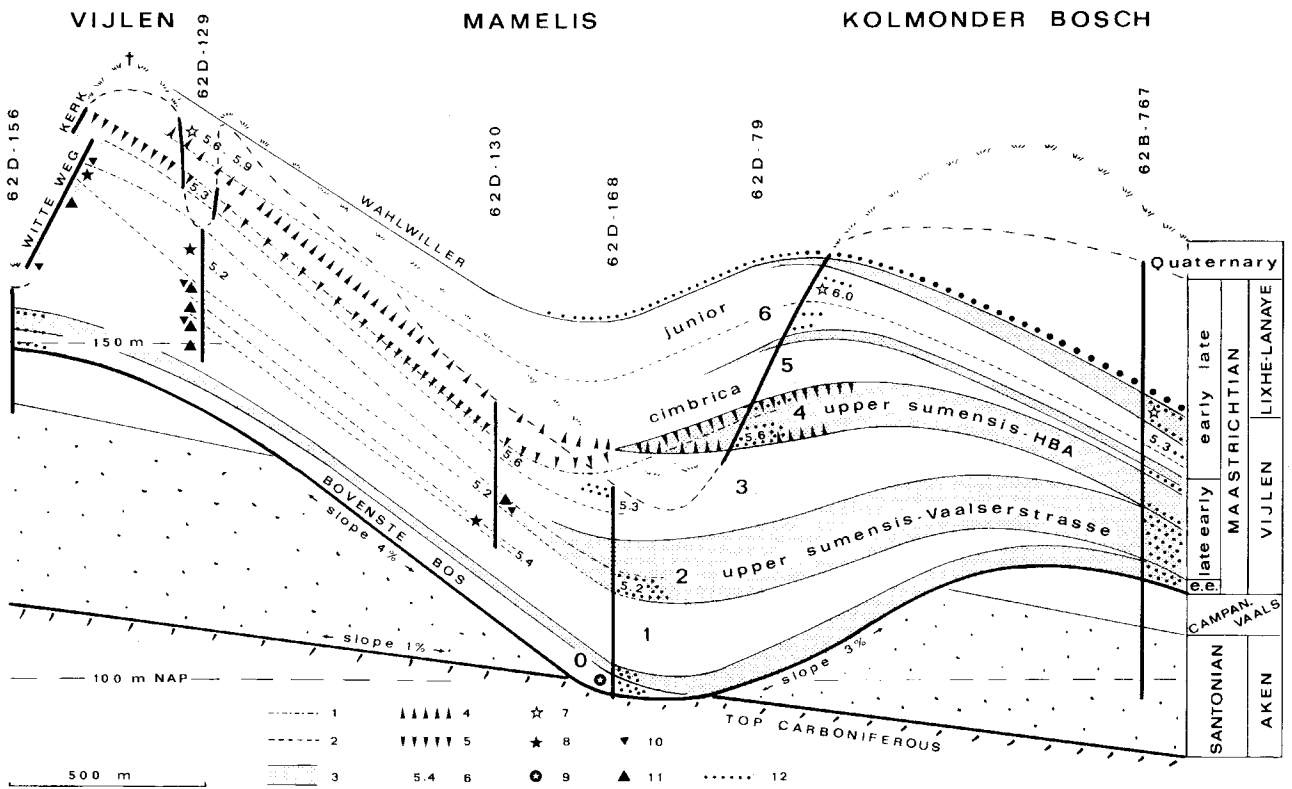 VIJLEN
MAMELIS
KOLMONDER BOSCH
62D-156
KERK
WITTE WEG
62D-129
62D-130
62D-168
62D-79
62B-767
5.6
5.9
5.3
5.2
WAHLWILLER
150 m
5.6
5.2
5.4
5.3
5.2
junior
6
6.0
5
cimbrica
4 upper sumensis-HBA
5.6
3
2 upper sumensis-Vaalserstrasse
1
0
5.3
BOVENSTE BOS
slope 4%
slope 1%
slope 3%
100 m NAP
TOP CARBONIFEROUS
Quaternary
early late
late early
e.e.
MAASTRICHTIAN
LIXHE-LANAYE
VIJLEN
CAMPAN.
VAALS
SANTONIAN
AKEN
1
2
3
4
5
5.4 6
7
8
9
10
11
12
500 m